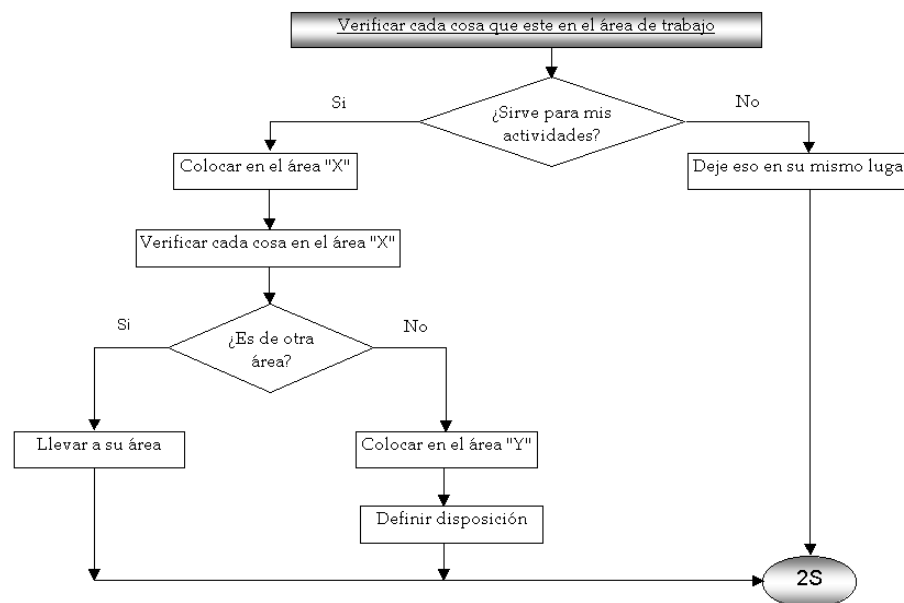 Verificar cada cosa que este en el área de trabajo
¿Sirve para mis
actividades?
Si
No
Colocar en el área "X"
Deje eso en su mismo luga
Verificar cada cosa en el área "X"
¿Es de otra
área?
Si
No
Llevar a su área
Colocar en el área "Y"
Definir disposición
2S